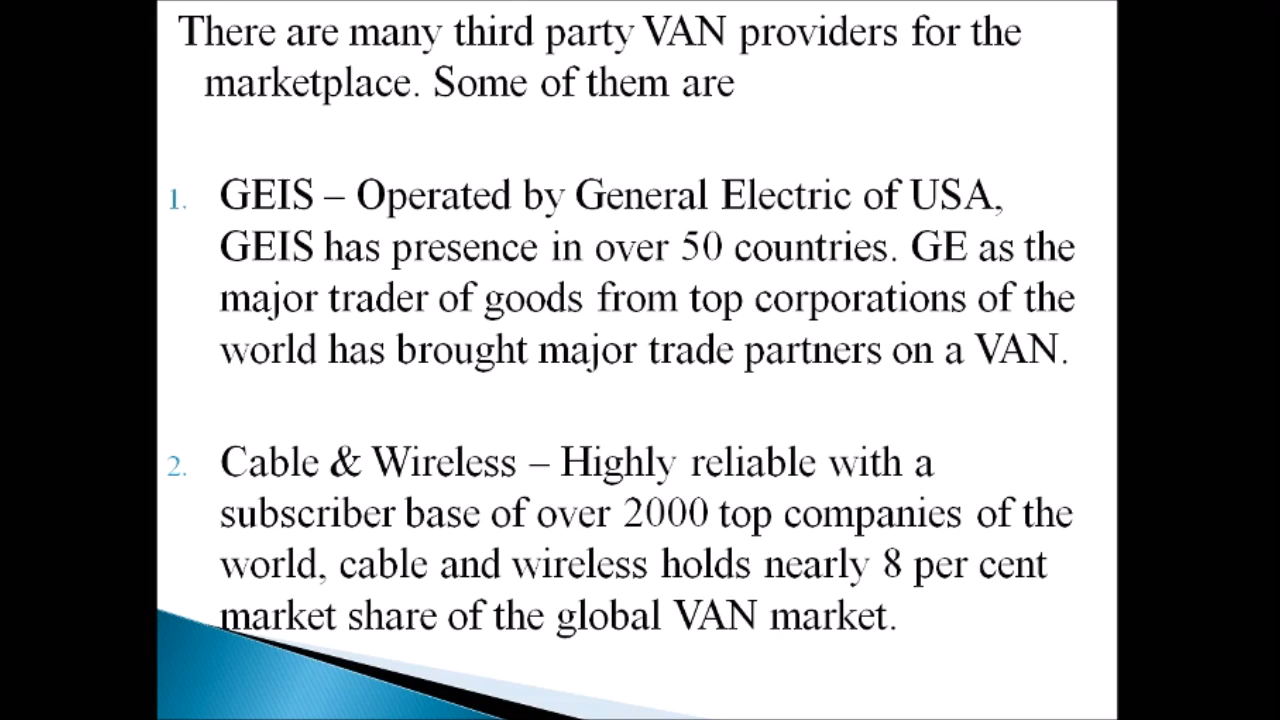 There are many third party VAN providers for the
marketplace. Some of them are
1. GEIS – Operated by General Electric of USA,
GEIS has presence in over 50 countries. GE as the
major trader of goods from top corporations of the
world has brought major trade partners on a VAN.
2. Cable & Wireless – Highly reliable with a
subscriber base of over 2000 top companies of the
world, cable and wireless holds nearly 8 per cent
market share of the global VAN market.